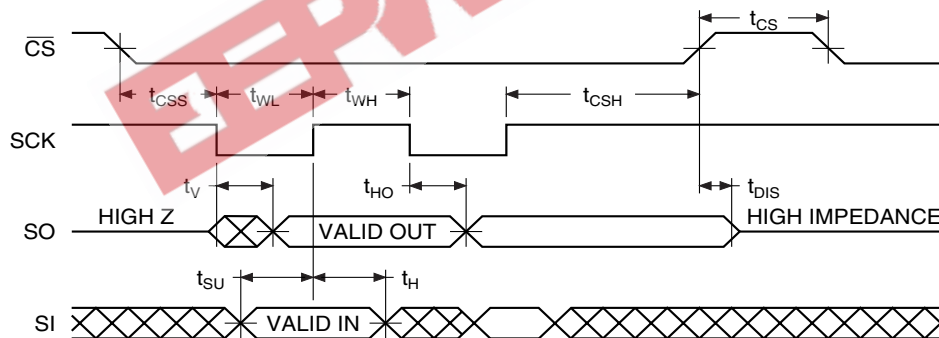 CS tCS
tCSS tWL tWH tCSH
SCK
tV tHO tDIS
HIGH Z HIGH IMPEDANCE
SO VALID OUT
tSU tH
SI VALID IN